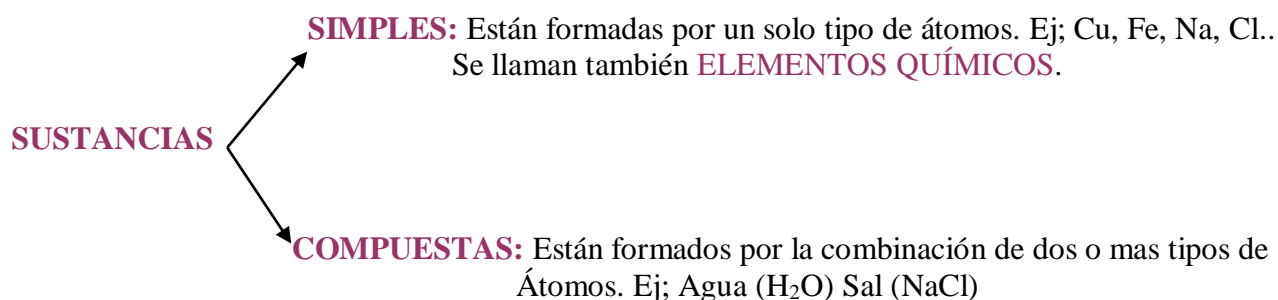 SIMPLES: Están formadas por un solo tipo de átomos. Ej; Cu, Fe, Na, Cl..
Se llaman también ELEMENTOS QUÍMICOS.
SUSTANCIAS
COMPUESTAS: Están formados por la combinación de dos o mas tipos de
Átomos. Ej; Agua (H₂O) Sal (NaCl)